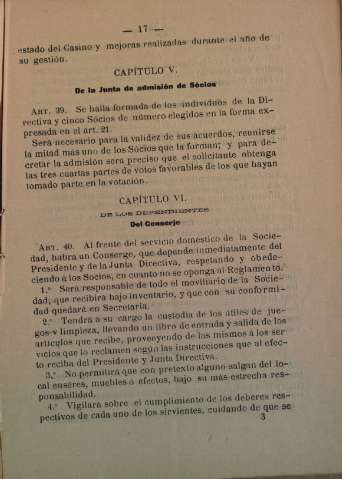 — 17 —
estado del Casino y mejoras realizadas durante el año de
su gestión.
CAPÍTULO V.
De la Junta de admisión de Sócios
ART. 39. Se halla formada de los individuos de la Di-
rectiva y cinco Sócios de número elegidos en la forma ex-
presada en el art. 21.
Será necesario para la validez de sus acuerdos, reunirse
la mitad más uno de los Sócios que la forman; y para de-
cretar la admisión será preciso que el solicitante obtenga
las tres cuartas partes de votos favorables de los que hayan
tomado parte en la votación.
CAPÍTULO VI.
DE LOS DEPENDIENTES
Del Conserje
ART. 40. Al frente del servicio doméstico de la Socie-
dad, habrá un Conserge, que depende inmediatamente del
Presidente y de la Junta Directiva, respetando y obede-
ciendo á los Sócios, en cuanto no se oponga al Reglamento.
1.º Será responsable de todo el moviliario de la Socie-
dad, que recibirá bajo inventario, y que con su conformi-
dad quedará en Secretaría.
2.º Tendrá a su cargo la custodia de los útiles de jue-
gos y limpieza, llevando un libro de entrada y salida de los
artículos que recibe, proveyendo de los mismos á los ser-
vicios que lo reclamen según las instrucciones que al efec-
to reciba del Presidente y Junta Directiva.
3.º No permitirá que con pretexto alguno salgan del lo-
cal enseres, muebles ó efectos, bajo su más estrecha res-
ponsabilidad.
4.º Vigilará sobre el cumplimiento de los deberes res-
pectivos de cada uno de los sirvientes, cuidando de que se
3